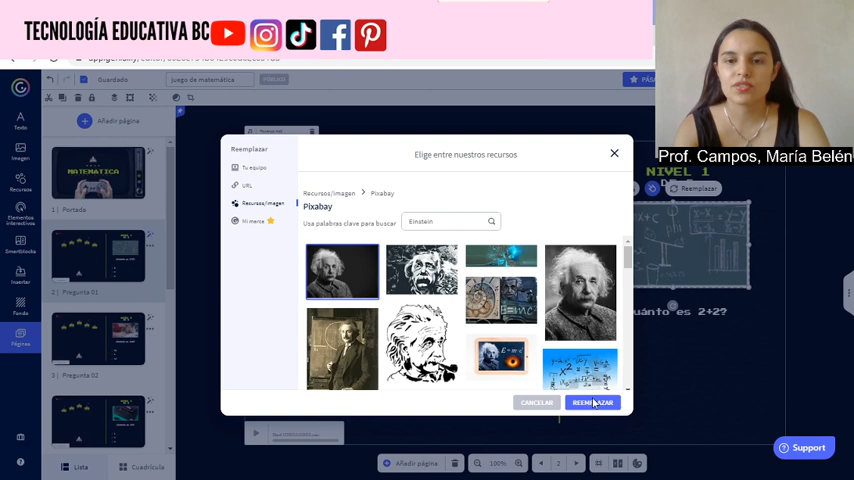 TECNOLOGÍA EDUCATIVA BC
Guardado
juego de matemática
PÚBLICO
Añadir página
Texto
Imagen
Recursos
Elementos interactivos
Smartblocks
Insertar
Fondo
Páginas
MATEMATICA
1 | Portada
2 | Pregunta 01
3 | Pregunta 02
Lista
Cuadrícula
Reemplazar
Tu equipo
URL
Recursos/Imagen
Mi marca
Elige entre nuestros recursos
Recursos/Imagen > Pixabay
Pixabay
Usa palabras clave para buscar
Einstein
CANCELAR
REEMPLAZAR
Prof. Campos, María Belén
NIVEL 1
Reemplazar
uánto es 2+2?
Añadir página
100%
2
Support